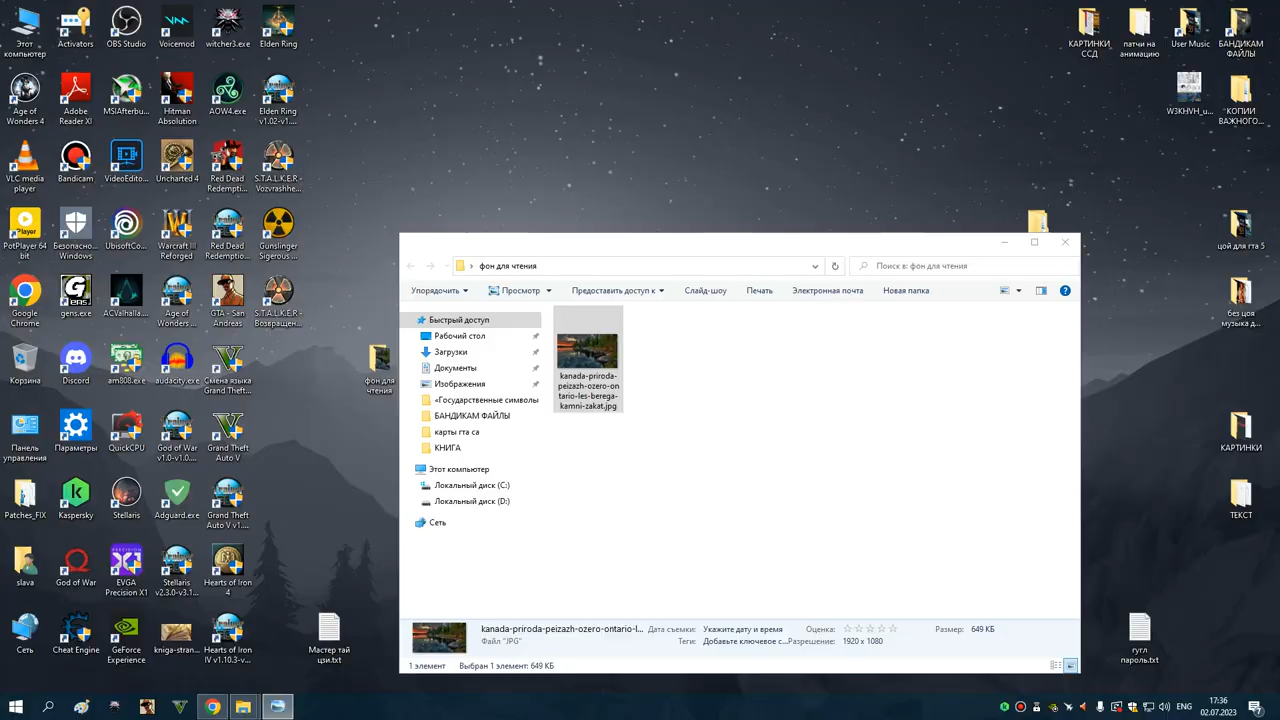 Этот
компьютер
Activators
OBS Studio
Voicemod
witcher3.exe
Elden Ring
Age of
Wonders 4
Adobe
Reader XI
MSIAfterbu...
Hitman
Absolution
AOW4.exe
Elden Ring
v1.02-v1....
VLC media
player
Bandicam
VideoEdito...
Uncharted 4
Red Dead
Redempti...
S.T.A.L.K.E.R -
Vozvrashhe...
PotPlayer 64
bit
Безопасно...
Windows
UbisoftCo...
Warcraft III
Reforged
Red Dead
Redemptio...
Gunslinger
Sigerous ...
Google
Chrome
gens.exe
ACValhalla....
Age of
Wonders ...
GTA - San
Andreas
S.T.A.L.K.E.R -
Возвращен...
Корзина
Discord
am808.exe
audacity.exe
Смена языка
Grand Theft...
фон для
чтения
Панель
управления
Параметры
QuickCPU
God of War
v1.0-v1.0....
Grand Theft
Auto V
Patches_FIX
Kaspersky
Stellaris
Adguard.exe
Grand Theft
Auto V v1....
slava
God of War
EVGA
Precision X1
Stellaris
v2.3.0-v3.1...
Hearts of Iron
4
Сеть
Cheat Engine
GeForce
Experience
kniga-stran...
Hearts of Iron
IV v1.10.3-v...
Мастер тай
цзи.txt
КАРТИНКИ
ССД
патчи на
анимацию
User Music
БАНДИКАМ
ФАЙЛЫ
W3KHVH_u...
КОПИИ
ВАЖНОГО...
цой для гта 5
без цоя
музыка д...
КАРТИНКИ
ТЕКСТ
гугл
пароль.txt
фон для чтения
Поиск в: фон для чтения
Упорядочить
Просмотр
Предоставить доступ к
Слайд-шоу
Печать
Электронная почта
Новая папка
Быстрый доступ
Рабочий стол
Загрузки
Документы
Изображения
«Государственные символы
БАНДИКАМ ФАЙЛЫ
карты гта са
КНИГА
Этот компьютер
Локальный диск (C:)
Локальный диск (D:)
Сеть
kanada-priroda-
peizazh-ozero-on
tario-les-berega-
kamni-zakat.jpg
kanada-priroda-peizazh-ozero-ontario-l... Дата съемки: Укажите дату и время Оценка: Размер: 649 КБ
Файл "JPG" Теги: Добавьте ключевое с... Разрешение: 1920 x 1080
1 элемент Выбран 1 элемент: 649 КБ
ENG
17:36
02.07.2023